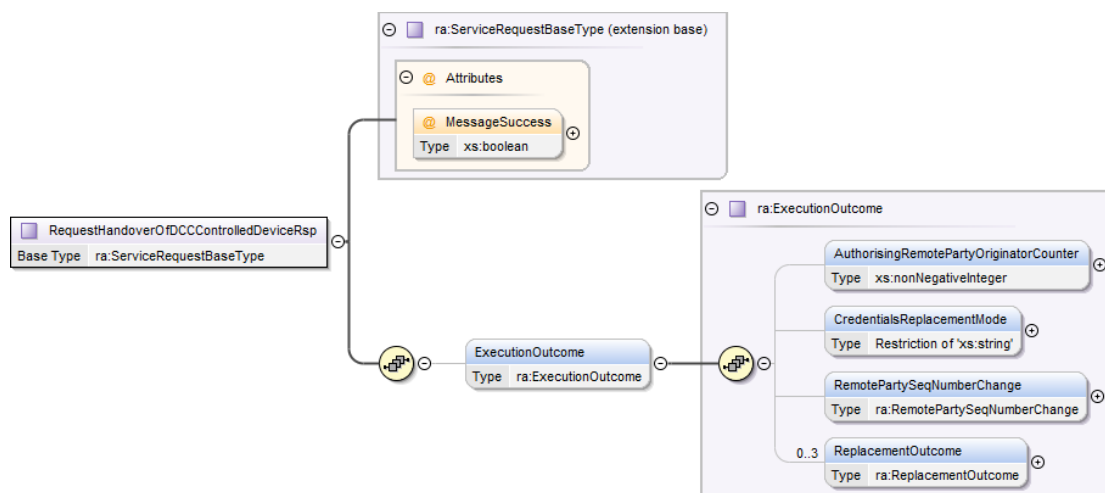 ra:ServiceRequestBaseType (extension base)
@ Attributes
@ MessageSuccess
Type xs:boolean
RequestHandoverOfDCCControlledDeviceRsp
Base Type ra:ServiceRequestBaseType
ExecutionOutcome
Type ra:ExecutionOutcome
ra:ExecutionOutcome
AuthorisingRemotePartyOriginatorCounter
Type xs:nonNegativeInteger
CredentialsReplacementMode
Type Restriction of 'xs:string'
RemotePartySeqNumberChange
Type ra:RemotePartySeqNumberChange
0..3 ReplacementOutcome
Type ra:ReplacementOutcome